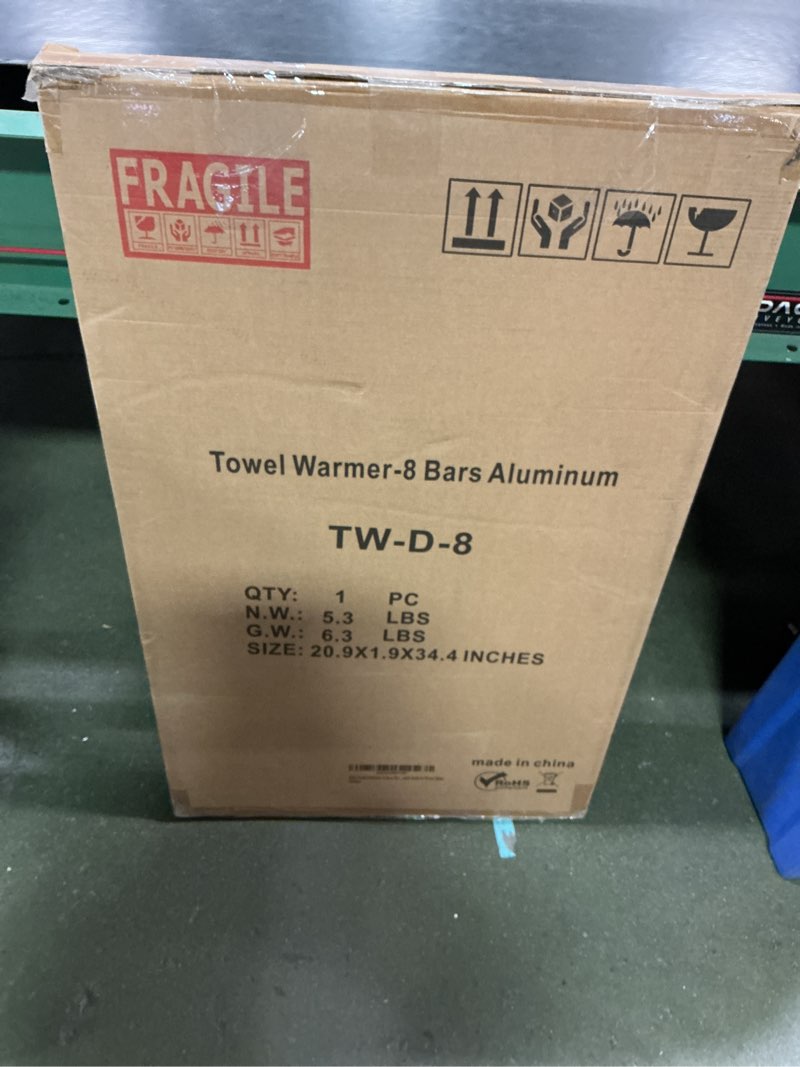 FRAGILE
Towel Warmer-8 Bars Aluminum
TW-D-8
QTY: 1 PC
N.W.: 5.3 LBS
G.W.: 6.3 LBS
SIZE: 20.9X1.9X34.4 INCHES
made in china
RoHS